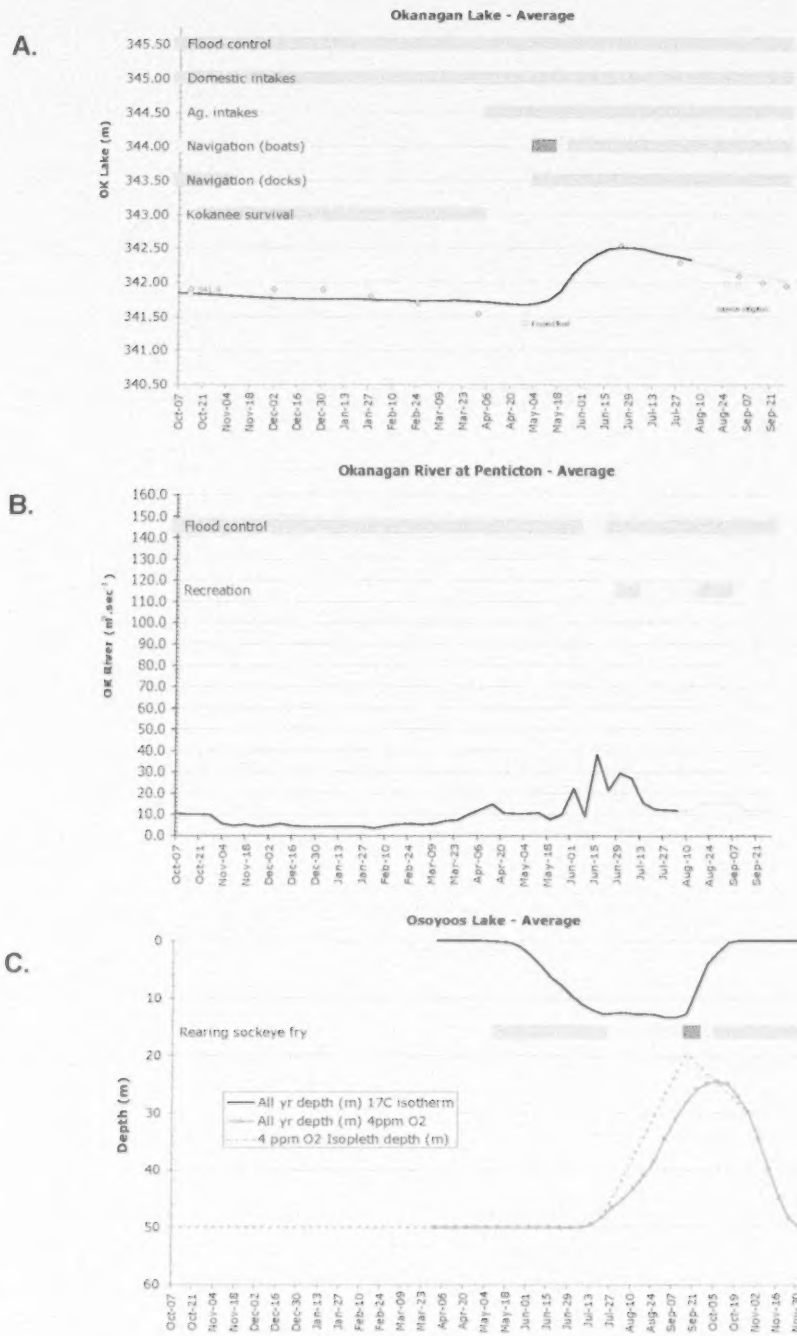 A.
Okanagan Lake - Average
OK Lake (m)
345.50
345.00
344.50
344.00
343.50
343.00
342.50
342.00
341.50
341.00
340.50
Flood control
Domestic intakes
Ag. intakes
Navigation (boats)
Navigation (docks)
Kokanee survival
Oct-07
Oct-21
Nov-04
Nov-18
Dec-02
Dec-16
Dec-30
Jan-13
Jan-27
Feb-10
Feb-24
Mar-09
Mar-23
Apr-06
Apr-20
May-04
May-18
Jun-01
Jun-15
Jun-29
Jul-13
Jul-27
Aug-10
Aug-24
Sep-07
Sep-21
B.
Okanagan River at Penticton - Average
OK River (m³.sec⁻¹)
160.0
150.0
140.0
130.0
120.0
110.0
100.0
90.0
80.0
70.0
60.0
50.0
40.0
30.0
20.0
10.0
0.0
Flood control
Recreation
Oct-07
Oct-21
Nov-04
Nov-18
Dec-02
Dec-16
Dec-30
Jan-13
Jan-27
Feb-10
Feb-24
Mar-09
Mar-23
Apr-06
Apr-20
May-04
May-18
Jun-01
Jun-15
Jun-29
Jul-13
Jul-27
Aug-10
Aug-24
Sep-07
Sep-21
C.
Osoyoos Lake - Average
Depth (m)
0
10
20
30
40
50
60
Rearing sockeye fry
All yr depth (m) 17C isotherm
All yr depth (m) 4ppm O2
4 ppm O2 Isopleth depth (m)
Oct-07
Oct-21
Nov-04
Nov-18
Dec-02
Dec-16
Dec-30
Jan-13
Jan-27
Feb-10
Feb-24
Mar-09
Mar-23
Apr-06
Apr-20
May-04
May-18
Jun-01
Jun-15
Jun-29
Jul-13
Jul-27
Aug-10
Aug-24
Sep-07
Sep-21
Oct-05
Oct-19
Nov-02
Nov-16
Nov-30